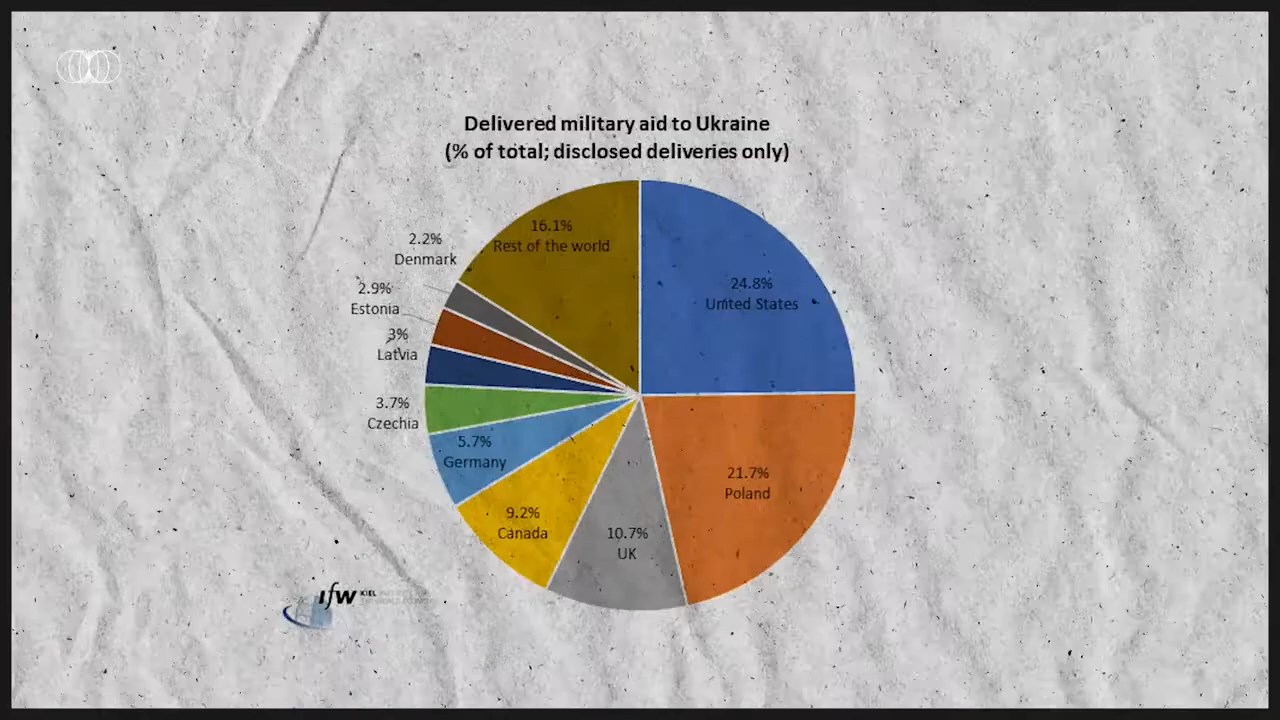 Delivered military aid to Ukraine
(% of total; disclosed deliveries only)
16.1%
Rest of the world
2.2%
Denmark
24.8%
United States
2.9%
Estonia
3%
Latvia
3.7%
Czechia
5.7%
Germany
21.7%
Poland
9.2%
Canada
10.7%
UK
ifw KIEL